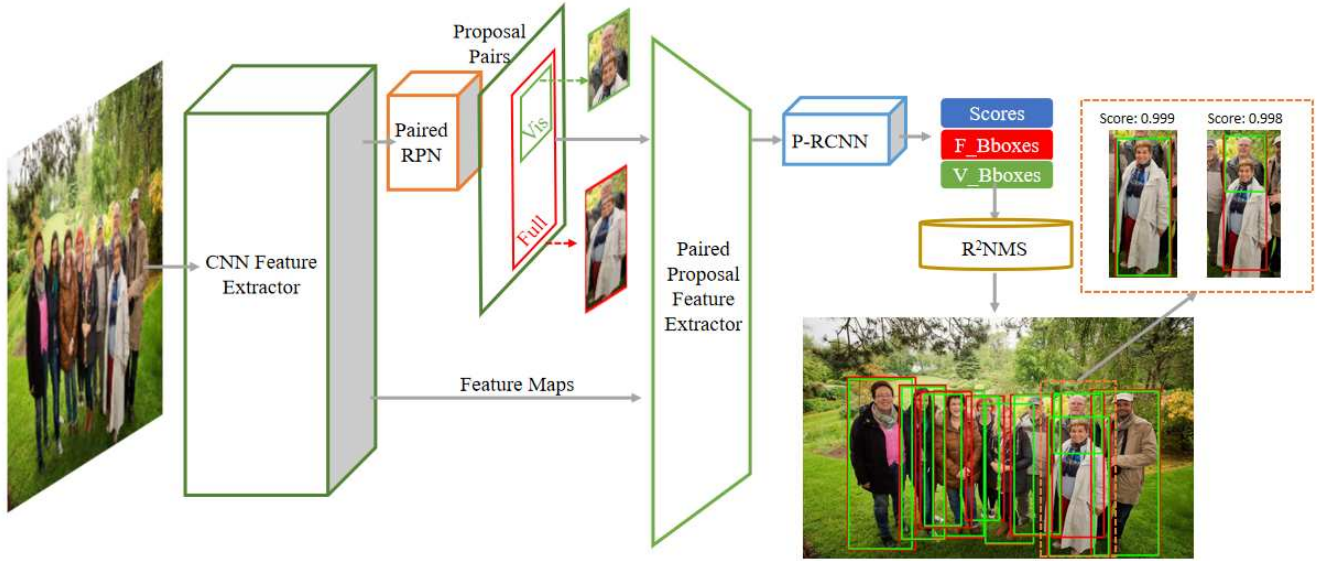 Proposal
Pairs
Vis
Full
Paired
RPN
CNN Feature
Extractor
Feature Maps
Paired
Proposal
Feature
Extractor
P-RCNN
Scores
F_Bboxes
V_Bboxes
R²NMS
Score: 0.999
Score: 0.998